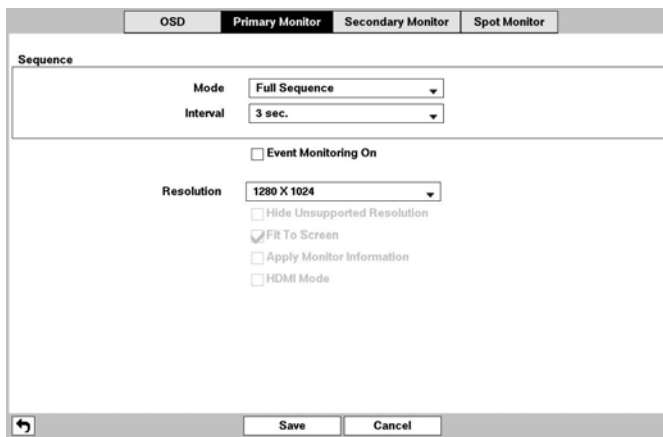 OSD Primary Monitor Secondary Monitor Spot Monitor
Sequence
Mode Full Sequence
Interval 3 sec.
Event Monitoring On
Resolution 1280 X 1024
Hide Unsupported Resolution
Fit To Screen
Apply Monitor Information
HDMI Mode
Save Cancel